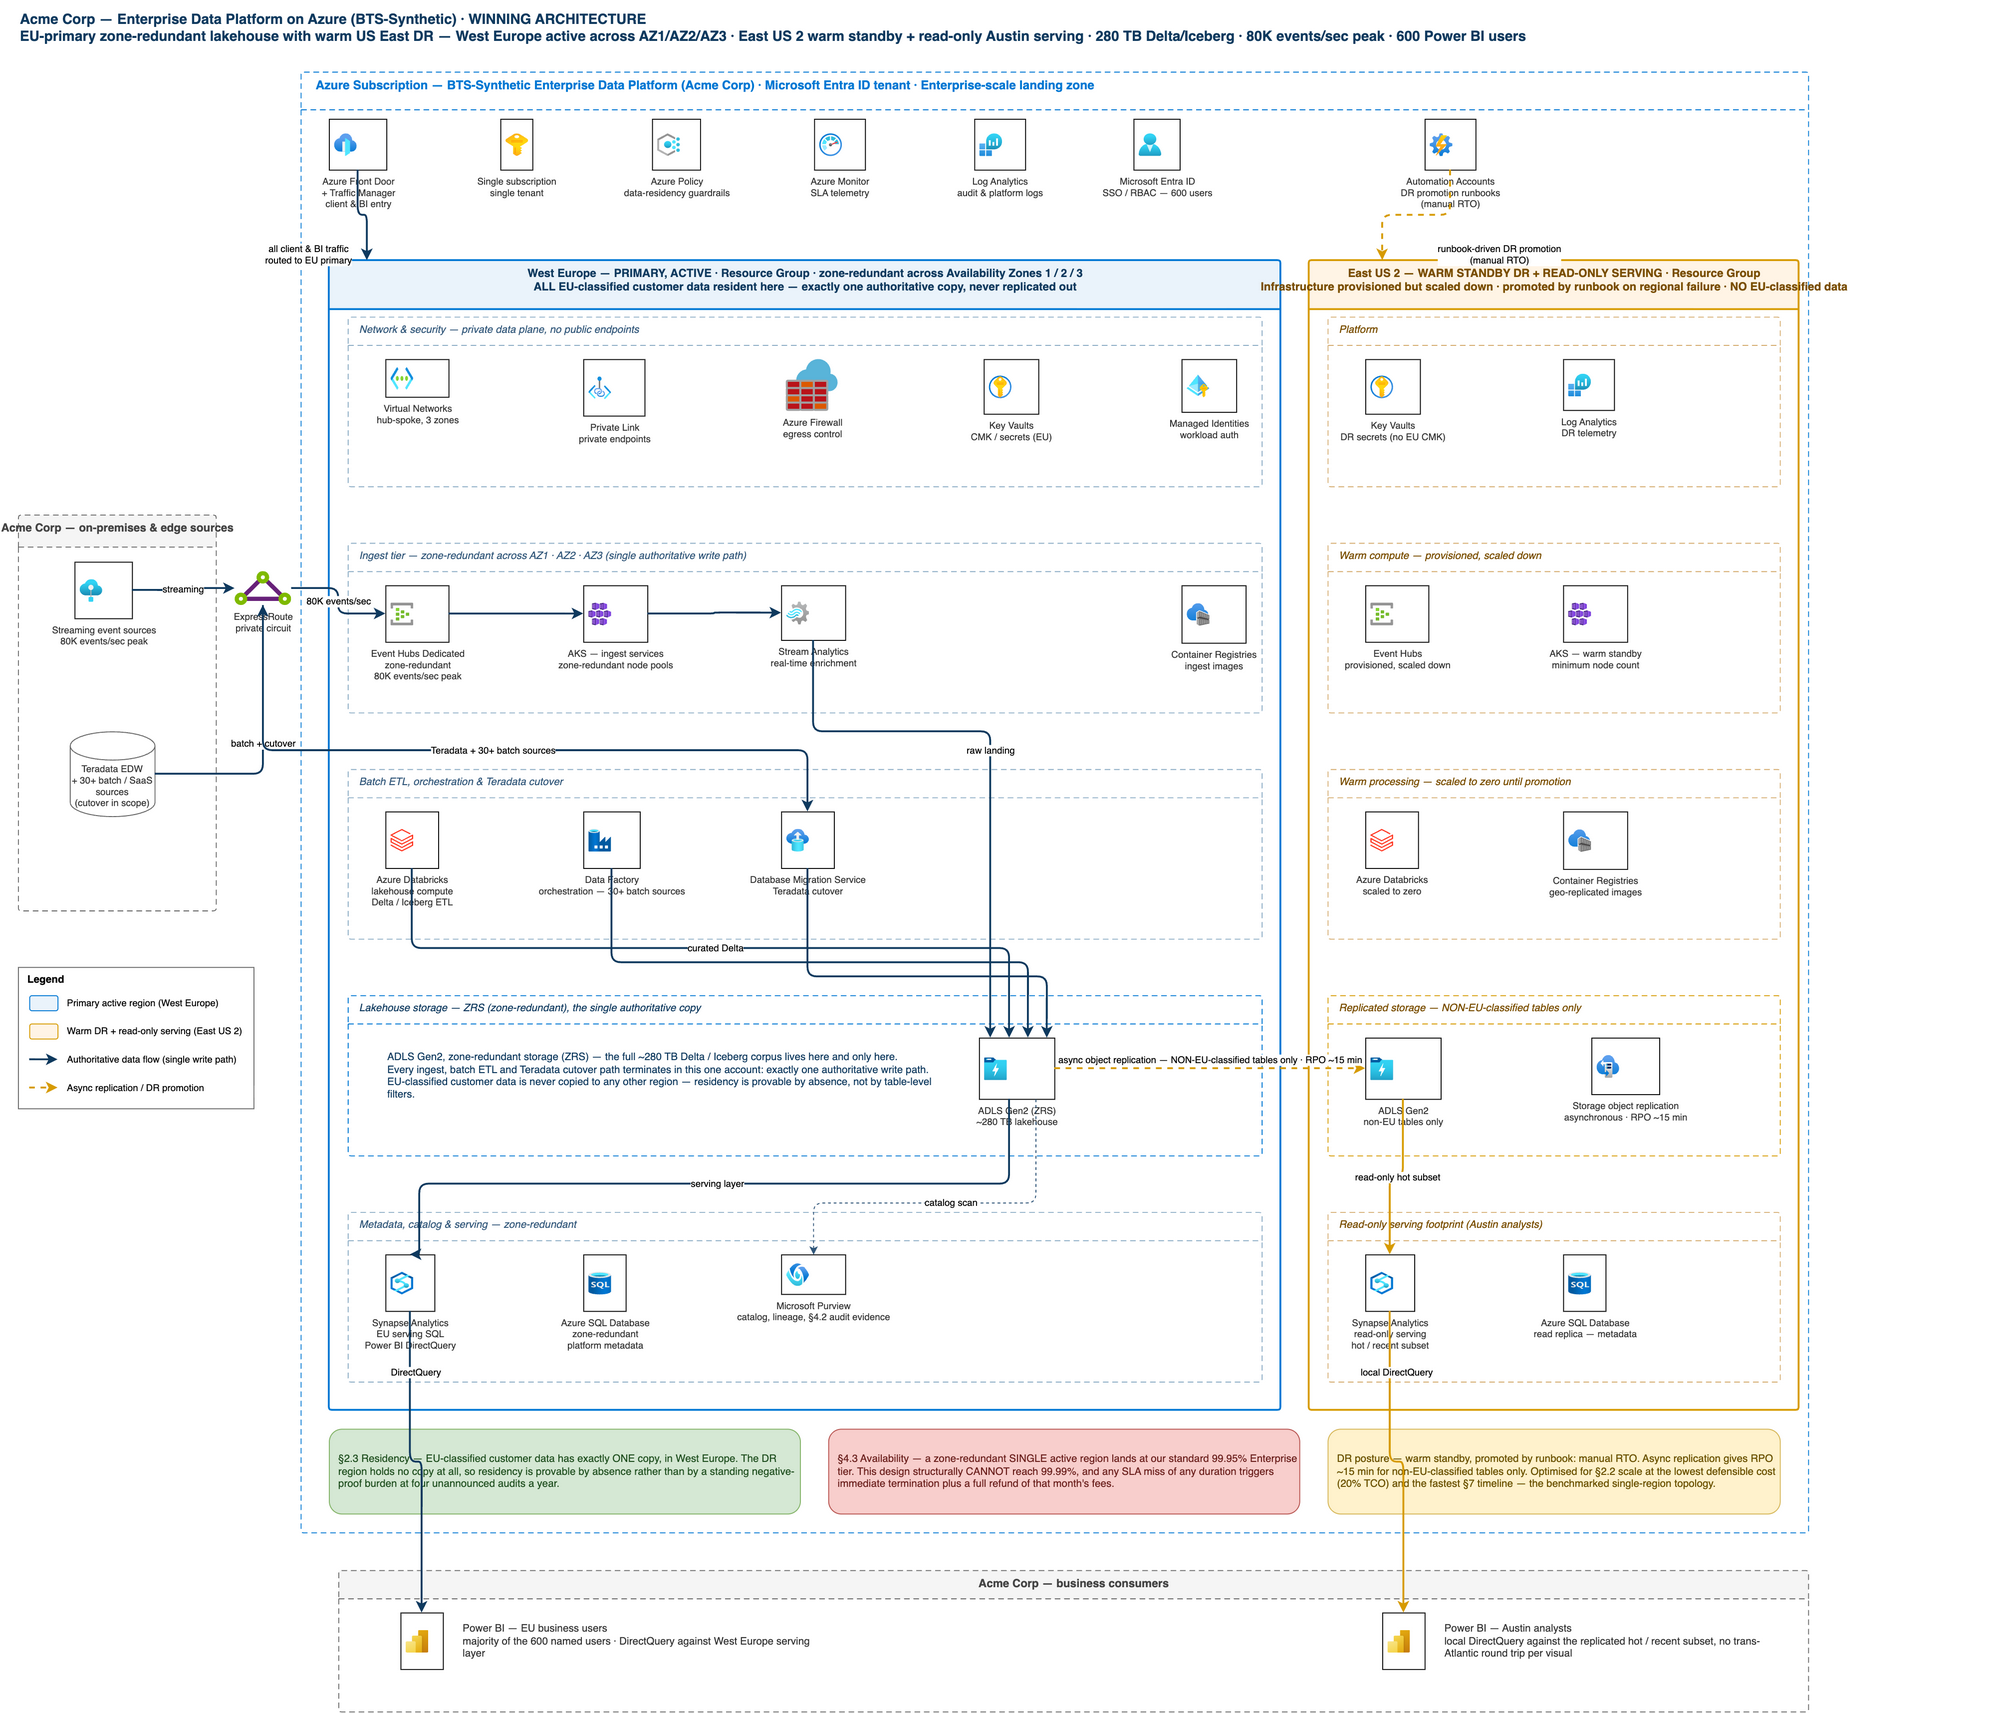 Acme Corp — Enterprise Data Platform on Azure (BTS-Synthetic) · WINNING ARCHITECTURE
EU-primary zone-redundant lakehouse with warm US East DR — West Europe active across AZ1/AZ2/AZ3 · East US 2 warm standby + read-only Austin serving · 280 TB Delta/Iceberg · 80K events/sec peak · 600 Power BI users
Azure Subscription — BTS-Synthetic Enterprise Data Platform (Acme Corp) · Microsoft Entra ID tenant · Enterprise-scale landing zone
Azure Front Door
+ Traffic Manager
client & BI entry
Single subscription
single tenant
Azure Policy
data-residency guardrails
Azure Monitor
SLA telemetry
Log Analytics
audit & platform logs
Microsoft Entra ID
SSO / RBAC — 600 users
Automation Accounts
DR promotion runbooks
(manual RTO)
all client & BI traffic
routed to EU primary
runbook-driven DR promotion
(manual RTO)
West Europe — PRIMARY, ACTIVE · Resource Group · zone-redundant across Availability Zones 1 / 2 / 3
ALL EU-classified customer data resident here — exactly one authoritative copy, never replicated out
East US 2 — WARM STANDBY DR + READ-ONLY SERVING · Resource Group
Infrastructure provisioned but scaled down · promoted by runbook on regional failure · NO EU-classified data
Network & security — private data plane, no public endpoints
Virtual Networks
hub-spoke, 3 zones
Private Link
private endpoints
Azure Firewall
egress control
Key Vaults
CMK / secrets (EU)
Managed Identities
workload auth
Platform
Key Vaults
DR secrets (no EU CMK)
Log Analytics
DR telemetry
Acme Corp — on-premises & edge sources
Streaming event sources
80K events/sec peak
streaming
ExpressRoute
private circuit
80K events/sec
Teradata EDW
+ 30+ batch / SaaS
sources
(cutover in scope)
batch + cutover
Ingest tier — zone-redundant across AZ1 · AZ2 · AZ3 (single authoritative write path)
Event Hubs Dedicated
zone-redundant
80K events/sec peak
AKS — ingest services
zone-redundant node pools
Stream Analytics
real-time enrichment
Container Registries
ingest images
Warm compute — provisioned, scaled down
Event Hubs
provisioned, scaled down
AKS — warm standby
minimum node count
Teradata + 30+ batch sources
raw landing
Batch ETL, orchestration & Teradata cutover
Azure Databricks
lakehouse compute
Delta / Iceberg ETL
Data Factory
orchestration — 30+ batch sources
Database Migration Service
Teradata cutover
Warm processing — scaled to zero until promotion
Azure Databricks
scaled to zero
Container Registries
geo-replicated images
curated Delta
Legend
Primary active region (West Europe)
Warm DR + read-only serving (East US 2)
Authoritative data flow (single write path)
Async replication / DR promotion
Lakehouse storage — ZRS (zone-redundant), the single authoritative copy
ADLS Gen2, zone-redundant storage (ZRS) — the full ~280 TB Delta / Iceberg corpus lives here and only here.
Every ingest, batch ETL and Teradata cutover path terminates in this one account: exactly one authoritative write path.
EU-classified customer data is never copied to any other region — residency is provable by absence, not by table-level
filters.
ADLS Gen2 (ZRS)
~280 TB lakehouse
async object replication — NON-EU-classified tables only · RPO ~15 min
Replicated storage — NON-EU-classified tables only
ADLS Gen2
non-EU tables only
Storage object replication
asynchronous · RPO ~15 min
serving layer
catalog scan
read-only hot subset
Metadata, catalog & serving — zone-redundant
Synapse Analytics
EU serving SQL
Power BI DirectQuery
Azure SQL Database
zone-redundant
platform metadata
Microsoft Purview
catalog, lineage, §4.2 audit evidence
Read-only serving footprint (Austin analysts)
Synapse Analytics
read-only serving
hot / recent subset
Azure SQL Database
read replica — metadata
DirectQuery
local DirectQuery
§2.3 Residency — EU-classified customer data has exactly ONE copy, in West Europe. The DR
region holds no copy at all, so residency is provable by absence rather than by a standing negative-
proof burden at four unannounced audits a year.
§4.3 Availability — a zone-redundant SINGLE active region lands at our standard 99.95% Enterprise
tier. This design structurally CANNOT reach 99.99%, and any SLA miss of any duration triggers
immediate termination plus a full refund of that month's fees.
DR posture — warm standby, promoted by runbook: manual RTO. Async replication gives RPO
~15 min for non-EU-classified tables only. Optimised for §2.2 scale at the lowest defensible cost
(20% TCO) and the fastest §7 timeline — the benchmarked single-region topology.
Acme Corp — business consumers
Power BI — EU business users
majority of the 600 named users · DirectQuery against West Europe serving
layer
Power BI — Austin analysts
local DirectQuery against the replicated hot / recent subset, no trans-
Atlantic round trip per visual